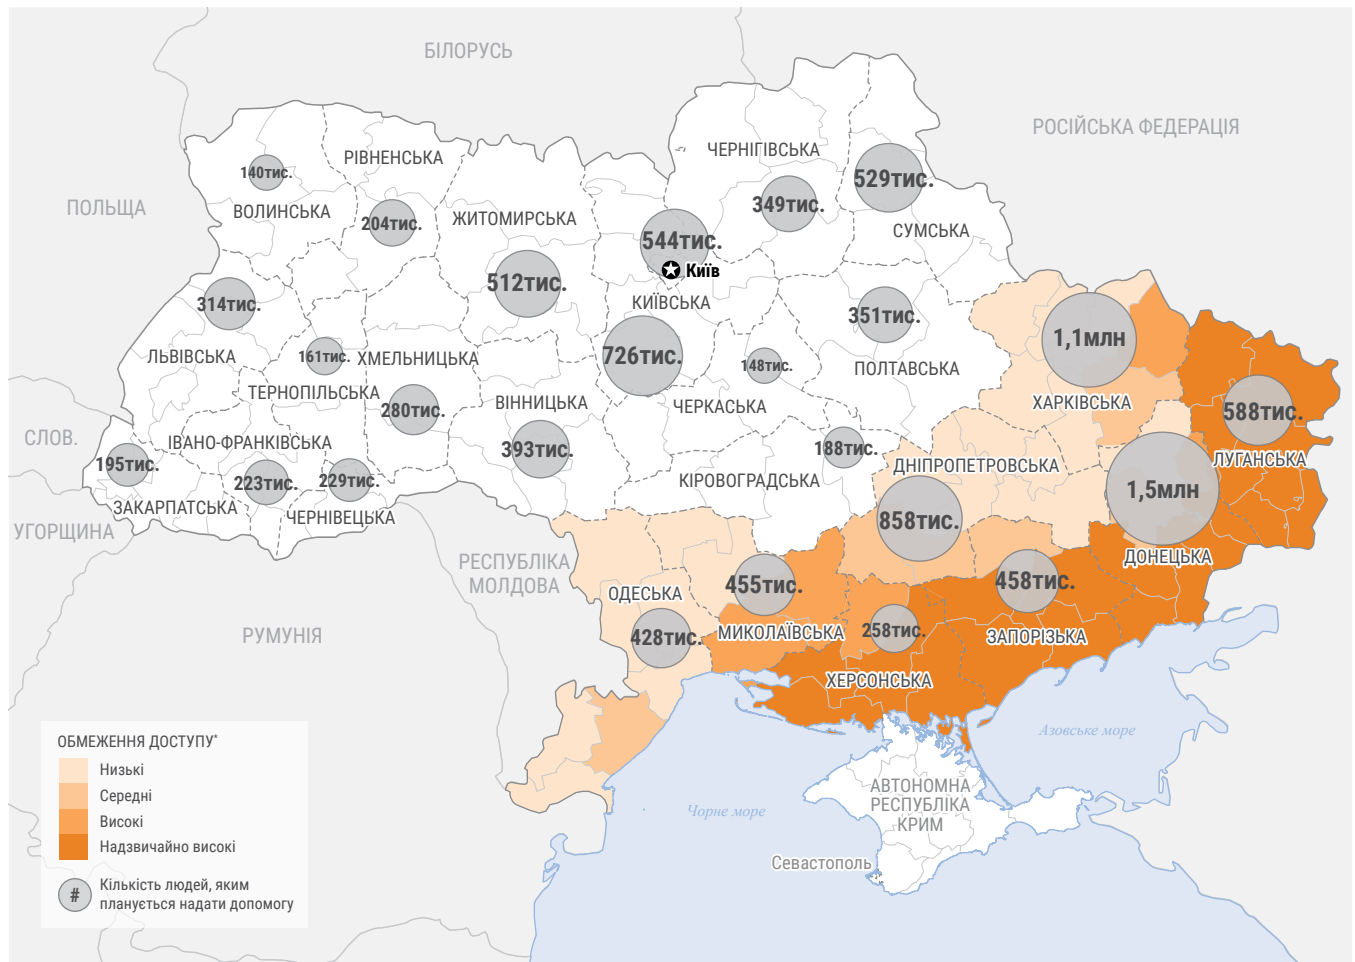 БІЛОРУСЬ
РОСІЙСЬКА ФЕДЕРАЦІЯ
ПОЛЬЩА
СЛОВ.
УГОРЩИНА
РУМУНІЯ
РЕСПУБЛІКА
МОЛДОВА
140тис.
ВОЛИНСЬКА
РІВНЕНСЬКА
204тис.
ЖИТОМИРСЬКА
512тис.
544тис.
Київ
КИЇВСЬКА
726тис.
ЧЕРНІГІВСЬКА
349тис.
529тис.
СУМСЬКА
314тис.
ЛЬВІВСЬКА
161тис.
ТЕРНОПІЛЬСЬКА
ХМЕЛЬНИЦЬКА
280тис.
ВІННИЦЬКА
393тис.
148тис.
ЧЕРКАСЬКА
351тис.
ПОЛТАВСЬКА
1,1млн
ХАРКІВСЬКА
588тис.
ЛУГАНСЬКА
195тис.
ЗАКАРПАТСЬКА
ІВАНО-ФРАНКІВСЬКА
223тис.
229тис.
ЧЕРНІВЕЦЬКА
188тис.
КІРОВОГРАДСЬКА
ДНІПРОПЕТРОВСЬКА
858тис.
1,5млн
ДОНЕЦЬКА
ОДЕСЬКА
428тис.
455тис.
МИКОЛАЇВСЬКА
258тис.
ХЕРСОНСЬКА
458тис.
ЗАПОРІЗЬКА
Азовське море
Чорне море
АВТОНОМНА
РЕСПУБЛІКА
КРИМ
Севастополь
ОБМЕЖЕННЯ ДОСТУПУ*
Низькі
Середні
Високі
Надзвичайно високі
#
Кількість людей, яким
планується надати допомогу